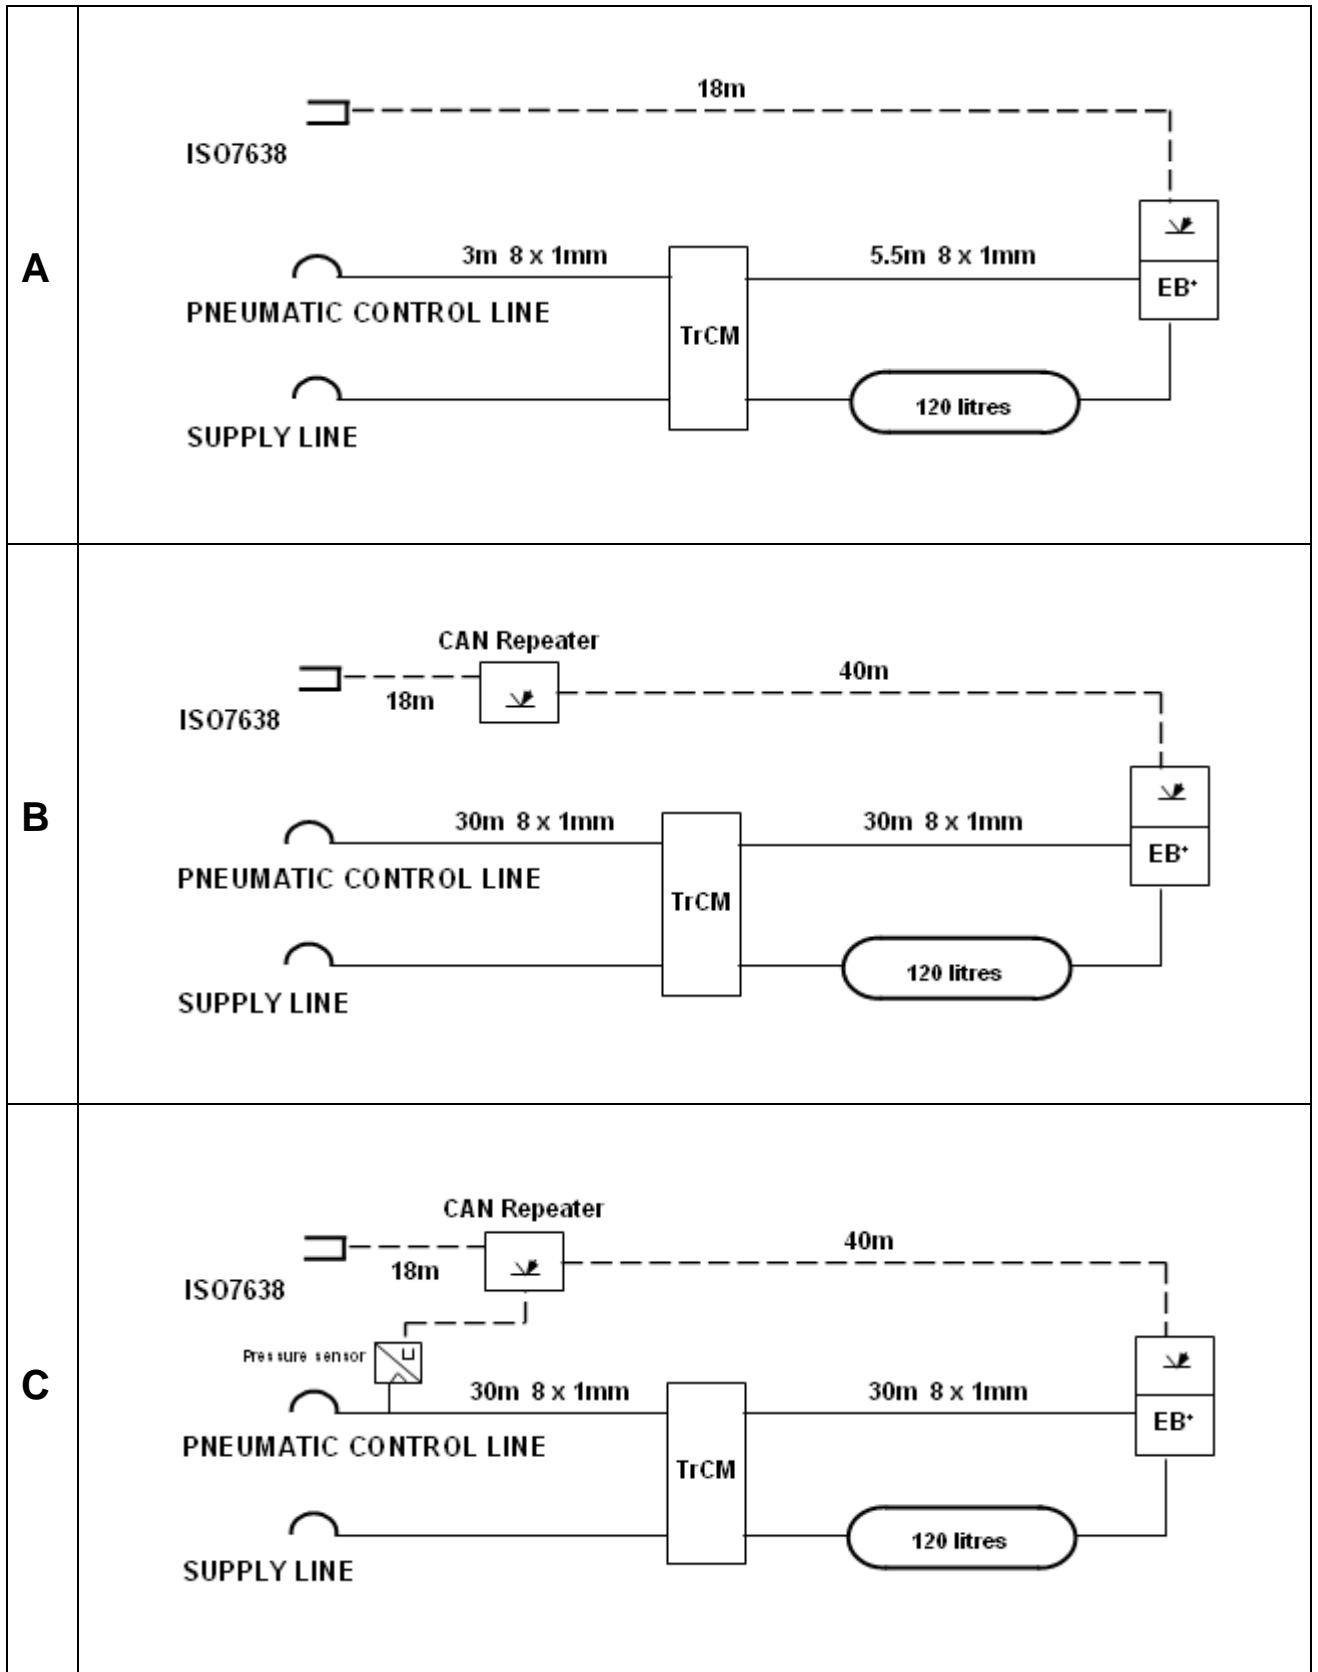 A
18m
ISO7638
3m 8 x 1mm
5.5m 8 x 1mm
EB+
PNEUMATIC CONTROL LINE
TrCM
120 litres
SUPPLY LINE
B
CAN Repeater
40m
18m
ISO7638
30m 8 x 1mm
30m 8 x 1mm
EB+
PNEUMATIC CONTROL LINE
TrCM
120 litres
SUPPLY LINE
C
CAN Repeater
40m
18m
ISO7638
Pressure sensor
U
30m 8 x 1mm
30m 8 x 1mm
EB+
PNEUMATIC CONTROL LINE
TrCM
120 litres
SUPPLY LINE